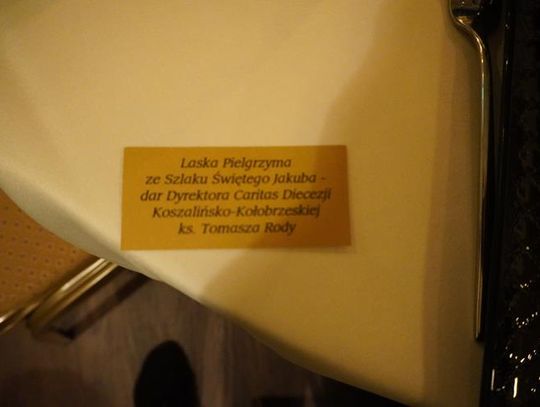 Laska Pielgrzyma
ze Szlaku Świętego Jakuba -
dar Dyrektora Caritas Diecezji
Koszalińsko-Kołobrzeskiej
ks. Tomasza Rody